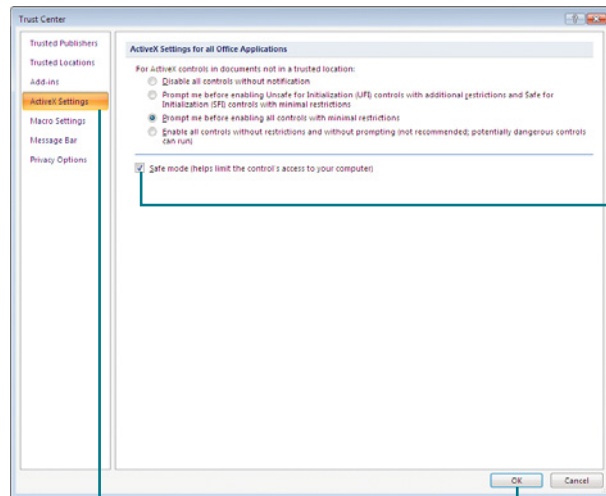 Trust Center
Trusted Publishers
Trusted Locations
Add-ins
ActiveX Settings
Macro Settings
Message Bar
Privacy Options
ActiveX Settings for all Office Applications
For ActiveX controls in documents not in a trusted location:
Disable all controls without notification
Prompt me before enabling Unsafe for Initialization (UFI) controls with additional restrictions and Safe for
Initialization (SFI) controls with minimal restrictions
Prompt me before enabling all controls with minimal restrictions
Enable all controls without restrictions and without prompting (not recommended; potentially dangerous controls
can run)
Safe mode (helps limit the control's access to your computer)
OK
Cancel